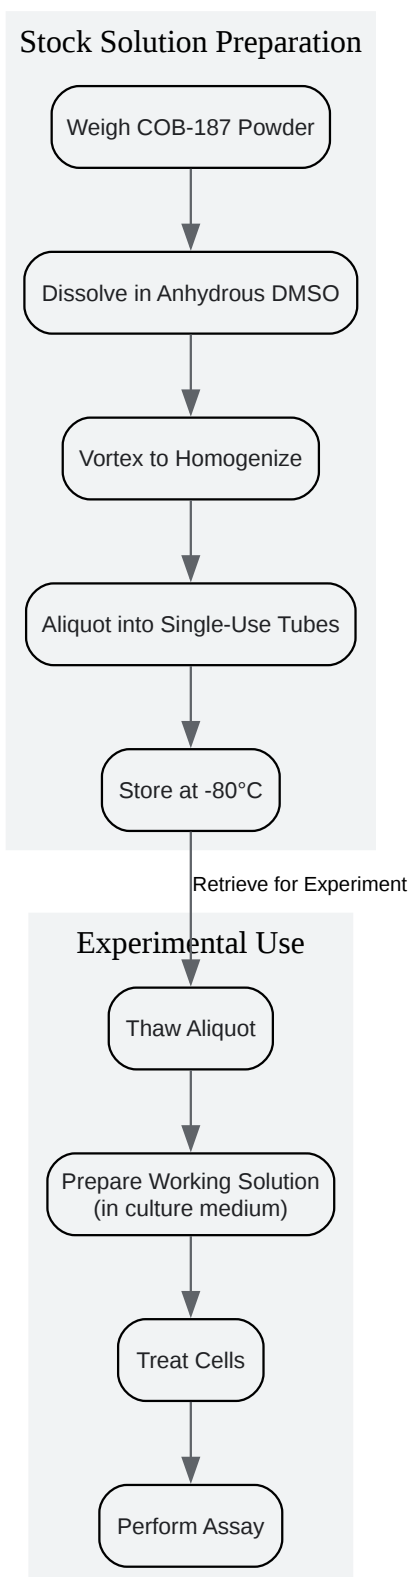 Stock Solution Preparation
Weigh COB-187 Powder
Dissolve in Anhydrous DMSO
Vortex to Homogenize
Aliquot into Single-Use Tubes
Store at -80°C
Retrieve for Experiment
Experimental Use
Thaw Aliquot
Prepare Working Solution
(in culture medium)
Treat Cells
Perform Assay